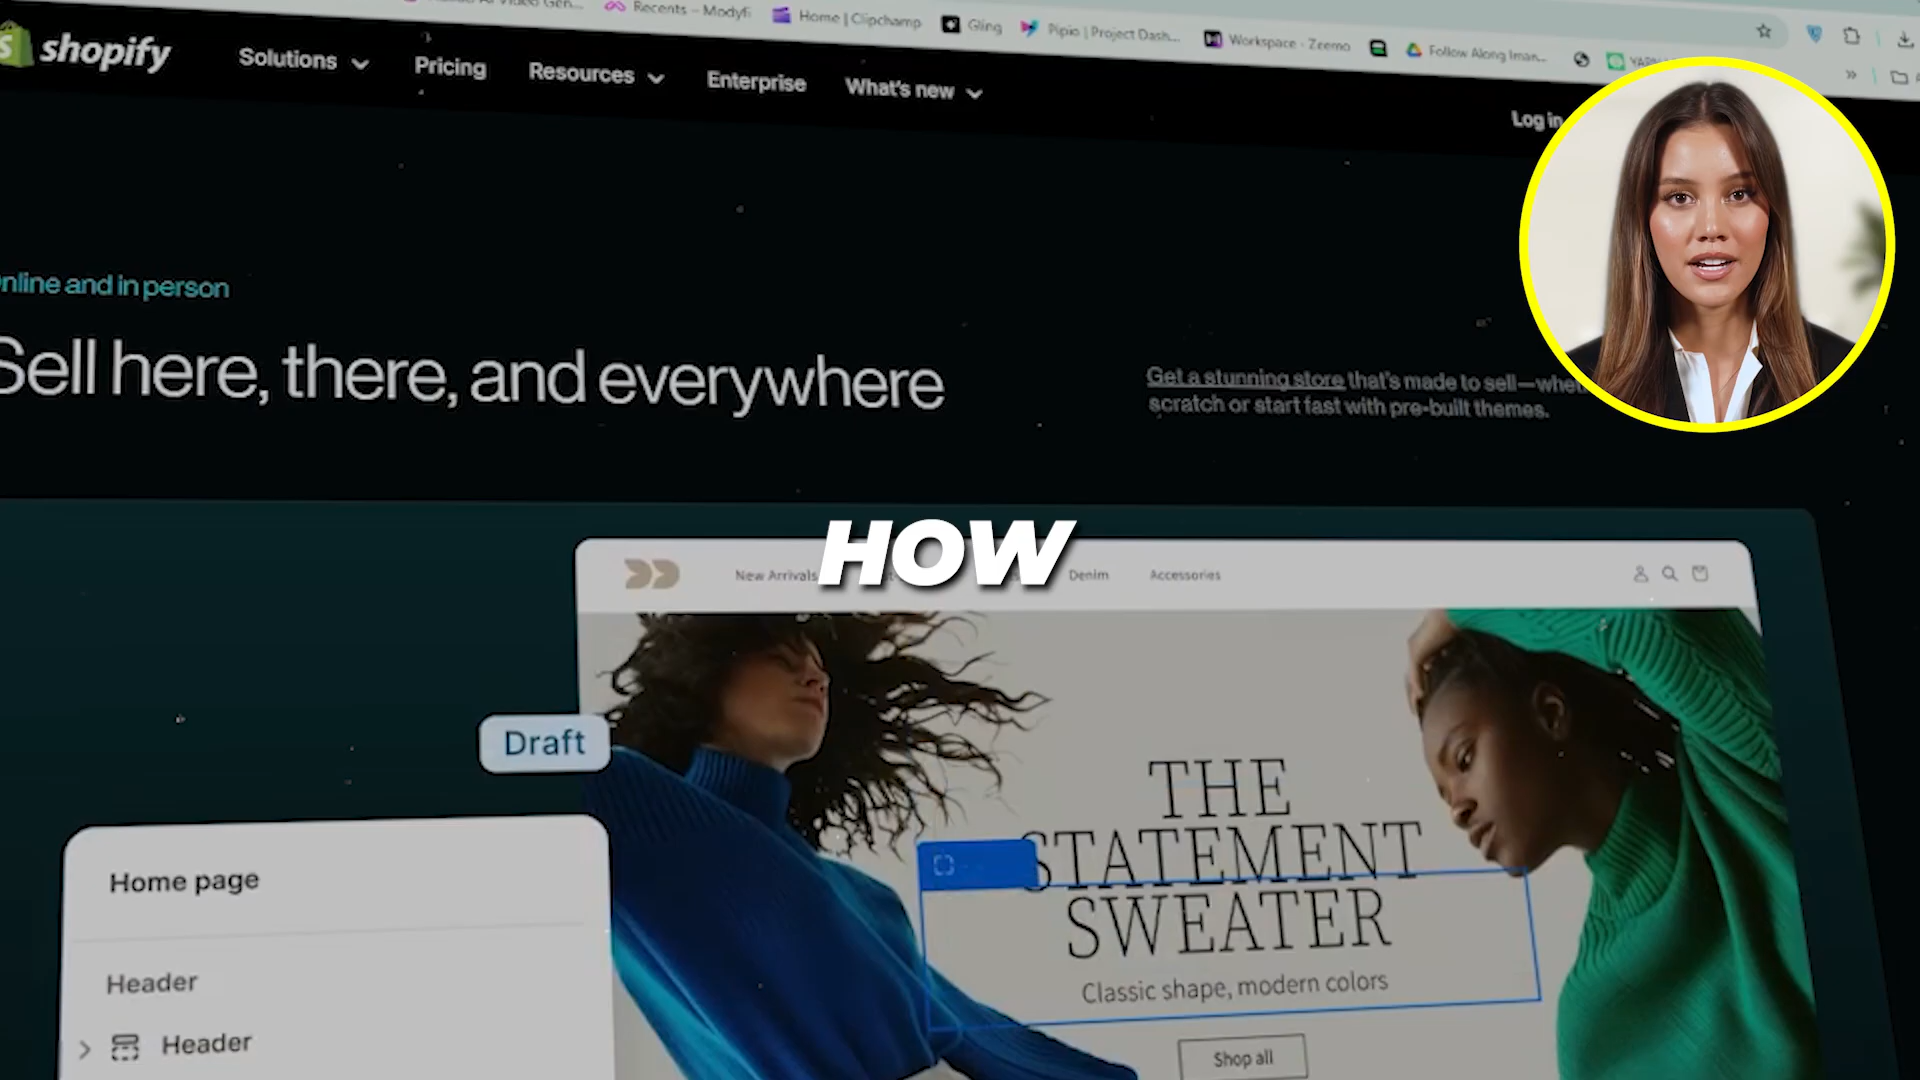 Recents – Modyfi
Home | Clipchamp
Gling
Pipio | Project Dash...
Workspace - Zeemo
Follow Along Iman...
shopify
Solutions
Pricing
Resources
Enterprise
What's new
Log in
nline and in person
Sell here, there, and everywhere
Get a stunning store that's made to sell—whe
scratch or start fast with pre-built themes.
HOW
New Arrivals
Denim
Accessories
Draft
THE
STATEMENT
SWEATER
Classic shape, modern colors
Shop all
Home page
Header
Header